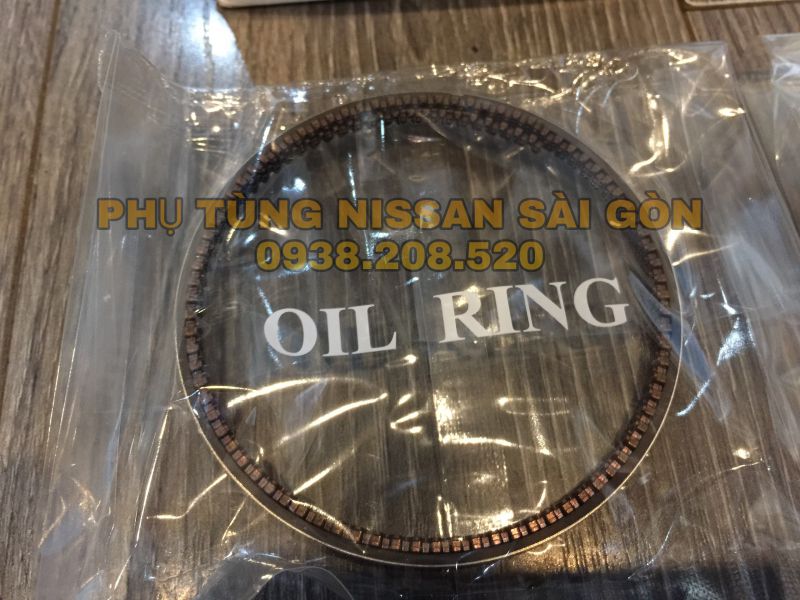 PHỤ TÙNG NISSAN SÀI GÒN
0938.208.520
OIL RING